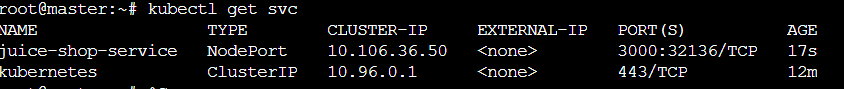 root@master:~# kubectl get svc
NAME TYPE CLUSTER-IP EXTERNAL-IP PORT(S) AGE
juice-shop-service NodePort 10.106.36.50 <none> 3000:32136/TCP 17s
kubernetes ClusterIP 10.96.0.1 <none> 443/TCP 12m